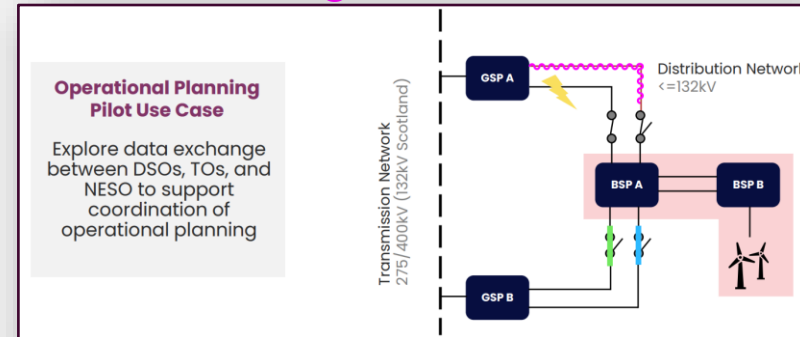 Operational Planning
Pilot Use Case
Explore data exchange
between DSOs, TOs, and
NESO to support
coordination of
operational planning
Transmission Network
275/400kV (132kV Scotland)
GSP A
Distribution Network
<=132kV
BSP A
BSP B
GSP B